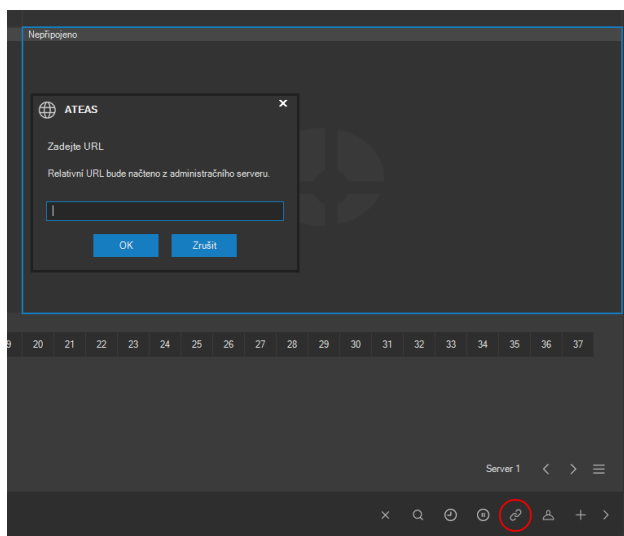 Nepřipojeno
ATEAS
Zadejte URL
Relativní URL bude načteno z administračního serveru.
OK Zrušit
9 20 21 22 23 24 25 26 27 28 29 30 31 32 33 34 35 36 37
Server 1